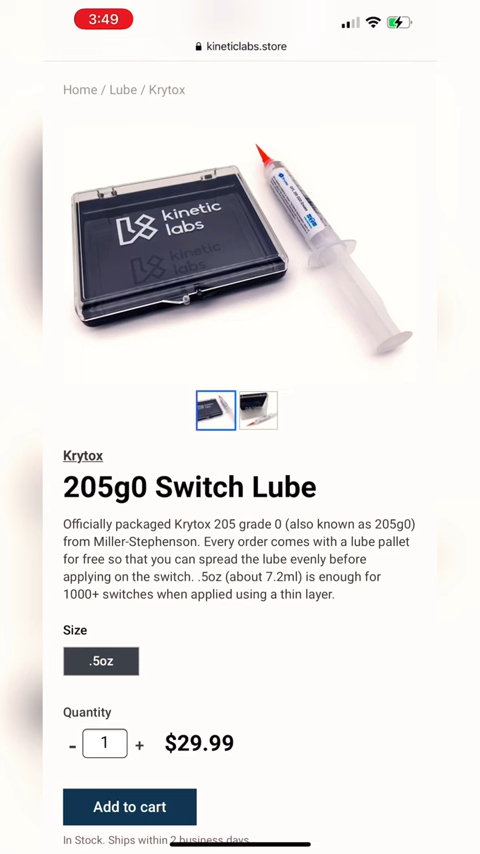 3:49
kineticlabs.store
Home / Lube / Krytox
kinetic
labs
kinetic
labs
Krytox
205g0 Switch Lube
Officially packaged Krytox 205 grade 0 (also known as 205g0)
from Miller-Stephenson. Every order comes with a lube pallet
for free so that you can spread the lube evenly before
applying on the switch. .5oz (about 7.2ml) is enough for
1000+ switches when applied using a thin layer.
Size
.5oz
Quantity
- 1 + $29.99
Add to cart
In Stock. Ships within 2 business days